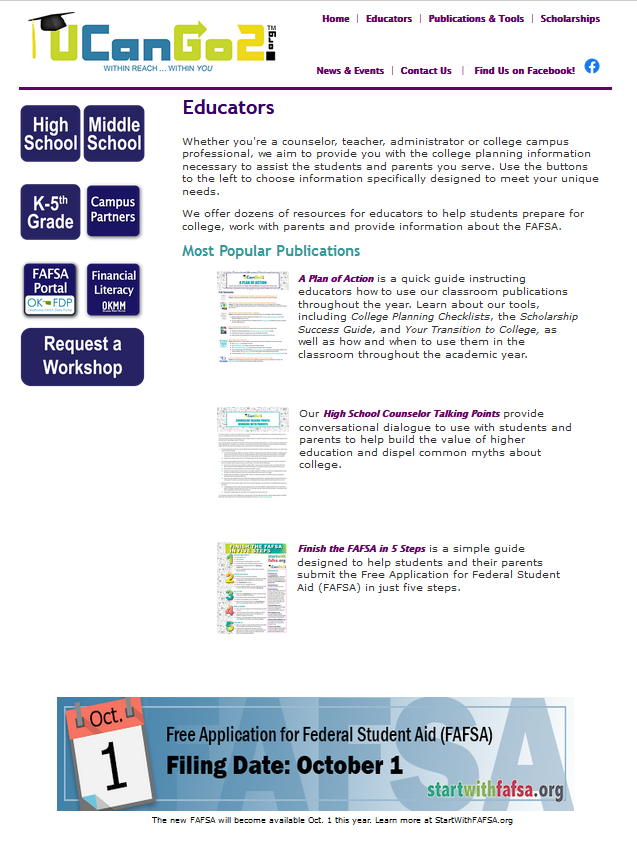 UCanGo2.org
WITHIN REACH ... WITHIN YOU
Home | Educators | Publications & Tools | Scholarships
News & Events | Contact Us | Find Us on Facebook!
High School
Middle School
K-5th Grade
Campus Partners
FAFSA Portal
OK FDP
Financial Literacy
OKMM
Request a Workshop
Educators
Whether you're a counselor, teacher, administrator or college campus
professional, we aim to provide you with the college planning information
necessary to assist the students and parents you serve. Use the buttons
to the left to choose information specifically designed to meet your unique
needs.
We offer dozens of resources for educators to help students prepare for
college, work with parents and provide information about the FAFSA.
Most Popular Publications
A PLAN OF ACTION
A Plan of Action is a quick guide instructing
educators how to use our classroom publications
throughout the year. Learn about our tools,
including College Planning Checklists, the Scholarship
Success Guide, and Your Transition to College, as
well as how and when to use them in the
classroom throughout the academic year.
Our High School Counselor Talking Points provide
conversational dialogue to use with students and
parents to help build the value of higher
education and dispel common myths about
college.
FINISH THE FAFSA
IN FIVE STEPS
Finish the FAFSA in 5 Steps is a simple guide
designed to help students and their parents
submit the Free Application for Federal Student
Aid (FAFSA) in just five steps.
FAFSA
Oct.
1
Free Application for Federal Student Aid (FAFSA)
Filing Date: October 1
startwithfafsa.org
The new FAFSA will become available Oct. 1 this year. Learn more at StartWithFAFSA.org